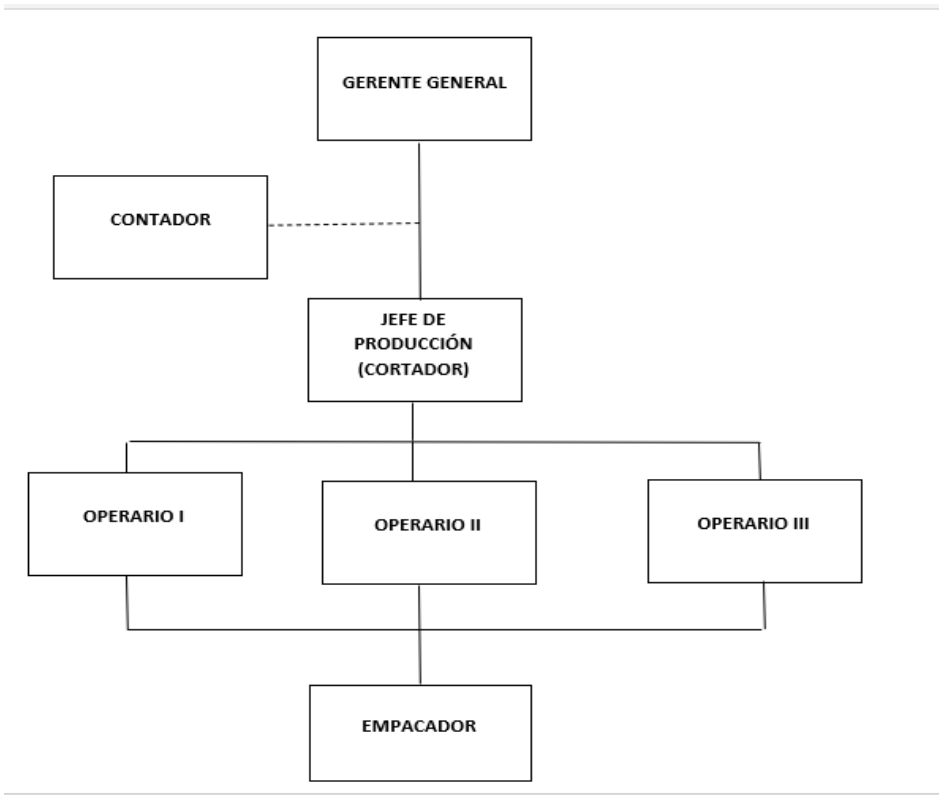 GERENTE GENERAL
CONTADOR
JEFE DE
PRODUCCIÓN
(CORTADOR)
OPERARIO I
OPERARIO II
OPERARIO III
EMPACADOR